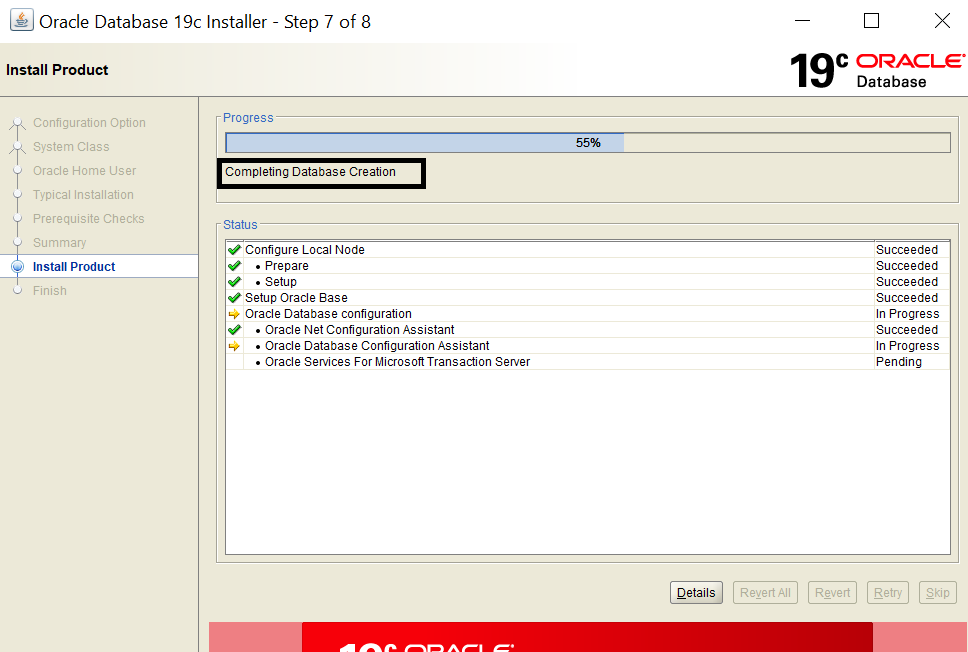 Oracle Database 19c Installer - Step 7 of 8
Install Product
19c ORACLE
Database
Configuration Option
System Class
Oracle Home User
Typical Installation
Prerequisite Checks
Summary
Install Product
Finish
Progress
55%
Completing Database Creation
Status
Configure Local Node Succeeded
• Prepare Succeeded
• Setup Succeeded
Setup Oracle Base Succeeded
Oracle Database configuration In Progress
• Oracle Net Configuration Assistant Succeeded
• Oracle Database Configuration Assistant In Progress
• Oracle Services For Microsoft Transaction Server Pending
Details Revert All Revert Retry Skip
19c ORACLE